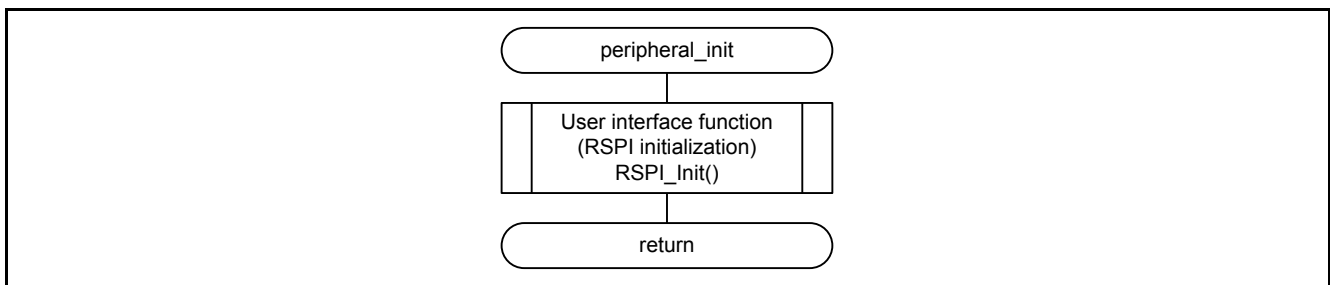 peripheral_init
User interface function
(RSPI initialization)
RSPI_Init()
return